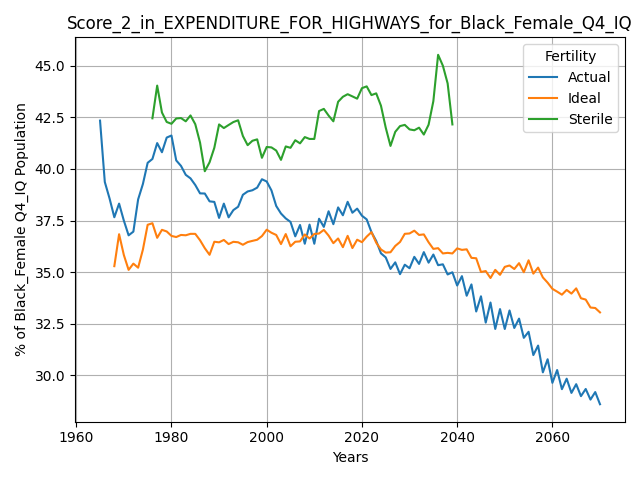 Score_2_in_EXPENDITURE_FOR_HIGHWAYS_for_Black_Female_Q4_IQ
Fertility
Actual
Ideal
Sterile
% of Black_Female Q4_IQ Population
45.0
42.5
40.0
37.5
35.0
32.5
30.0
1960
1980
2000
2020
2040
2060
Years